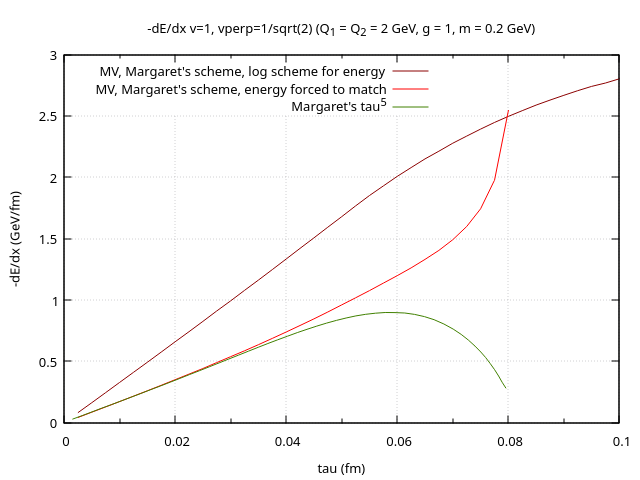 -dE/dx v=1, vperp=1/sqrt(2) (Q₁ = Q₂ = 2 GeV, g = 1, m = 0.2 GeV)
MV, Margaret's scheme, log scheme for energy
MV, Margaret's scheme, energy forced to match
Margaret's tau⁵
3
2.5
2
1.5
1
0.5
0
-dE/dx (GeV/fm)
0 0.02 0.04 0.06 0.08 0.1
tau (fm)